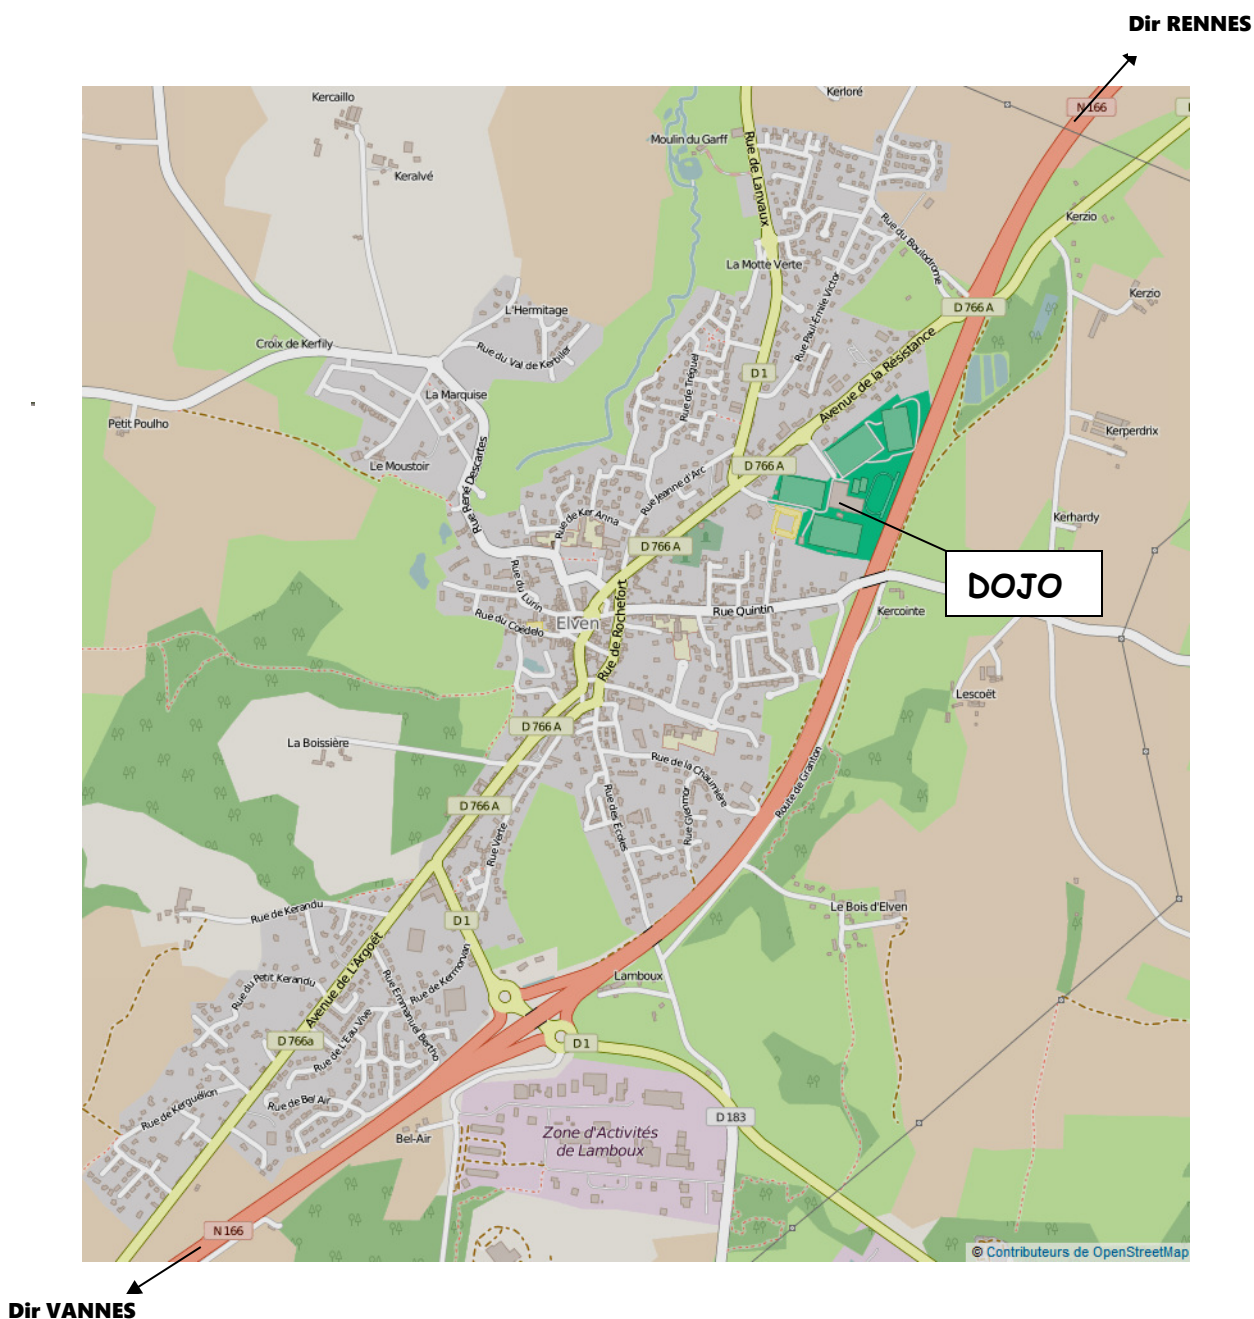 Dir RENNES
Kercaillo
Kerloré
N 166
Moulin du Garff
Rue de Lanvaux
Keralvé
Kerzio
Rue du Boulodrome
La Motte Verte
Kerzio
L'Hermitage
D 766 A
Rue Paul-Émile Victor
Croix de Kerfily
Rue du Val de Kerbiler
Avenue de la Résistance
Rue de Tréguel
D 1
La Marquise
Petit Poulho
Kerperdrix
Le Moustoir
Rue René Descartes
D 766 A
Rue Jeanne d'Arc
Rue de Ker Anna
Kerhardy
D 766 A
DOJO
Rue du Lurin
Rue Quintin
Kercointe
Rue du Coëdelo
Elven
Rue de Rochefort
Lescoët
D 766 A
La Boissière
Rue de la Chaumière
Route de Granton
D 766 A
Rue des Écoles
Rue Glenmor
Rue Verte
Rue de Kerandu
D 1
Le Bois d'Elven
Avenue de L'Argoët
Rue de Kermorvan
Rue du Petit Kerandu
Rue Emmanuel Bertho
Lamboux
D 766a
Rue de L'Eau Vive
D 1
Rue de Kerguélion
Rue de Bel Air
D 183
Bel-Air
Zone d'Activités
de Lamboux
N 166
© Contributeurs de OpenStreetMap
Dir VANNES